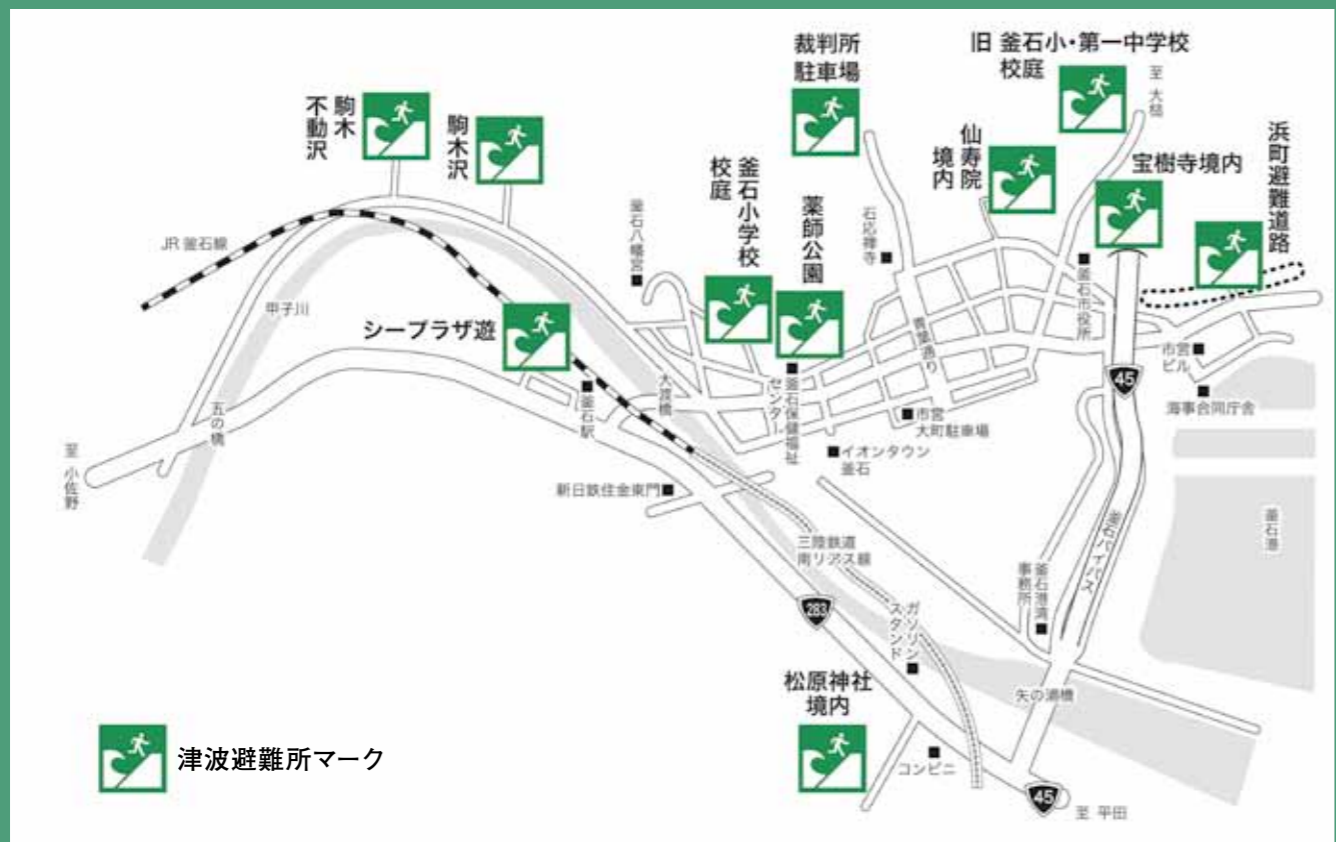 裁判所
駐車場
旧 釜石小・第一中学校
校庭
至 大槌
駒木
不動沢
駒木沢
釜石小学校
校庭
薬師公園
仙寿院
境内
宝樹寺境内
浜町避難道路
JR 釜石線
甲子川
釜石八幡宮
石応禅寺
釜石市役所
シープラザ遊
青葉通り
市営
ビル
45
海事合同庁舎
五の橋
釜石駅
大渡橋
釜石保健福祉
センター
市営
大町駐車場
イオンタウン
釜石
至 小佐野
新日鉄住金東門
三陸鉄道
南リアス線
釜石バイパス
釜石港
釜石港湾
事務所
283
ガソリン
スタンド
松原神社
境内
矢の浦橋
コンビニ
45
至 平田
津波避難所マーク